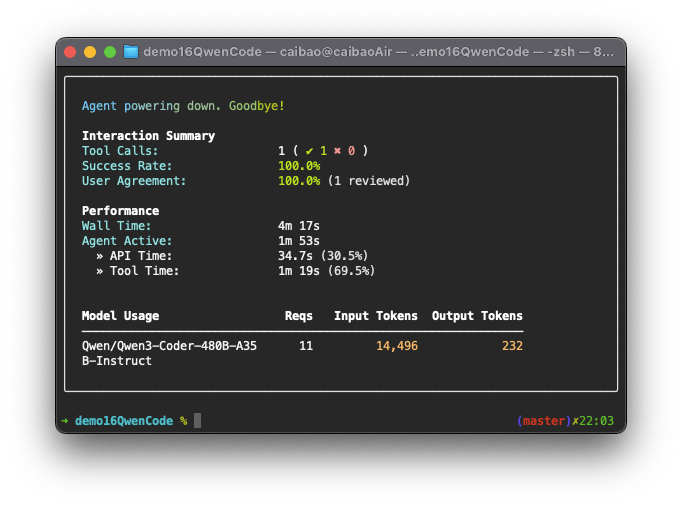 demo16QwenCode — caibao@caibaoAir — ..emo16QwenCode — -zsh — 8...
Agent powering down. Goodbye!
Interaction Summary
Tool Calls: 1 ( ✔ 1 ✖ 0 )
Success Rate: 100.0%
User Agreement: 100.0% (1 reviewed)
Performance
Wall Time: 4m 17s
Agent Active: 1m 53s
» API Time: 34.7s (30.5%)
» Tool Time: 1m 19s (69.5%)
Model Usage Reqs Input Tokens Output Tokens
Qwen/Qwen3-Coder-480B-A35 11 14,496 232
B-Instruct
→ demo16QwenCode % (master)✗22:03